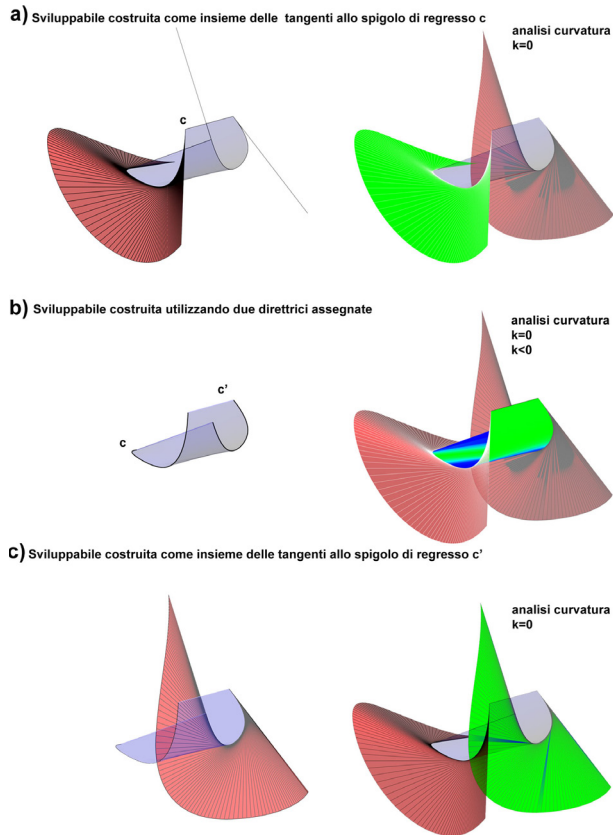 a) Sviluppabile costruita come insieme delle tangenti allo spigolo di regresso c
analisi curvatura
k=0
c
b) Sviluppabile costruita utilizzando due direttrici assegnate
analisi curvatura
k=0
k<0
c'
c
c) Sviluppabile costruita come insieme delle tangenti allo spigolo di regresso c'
analisi curvatura
k=0